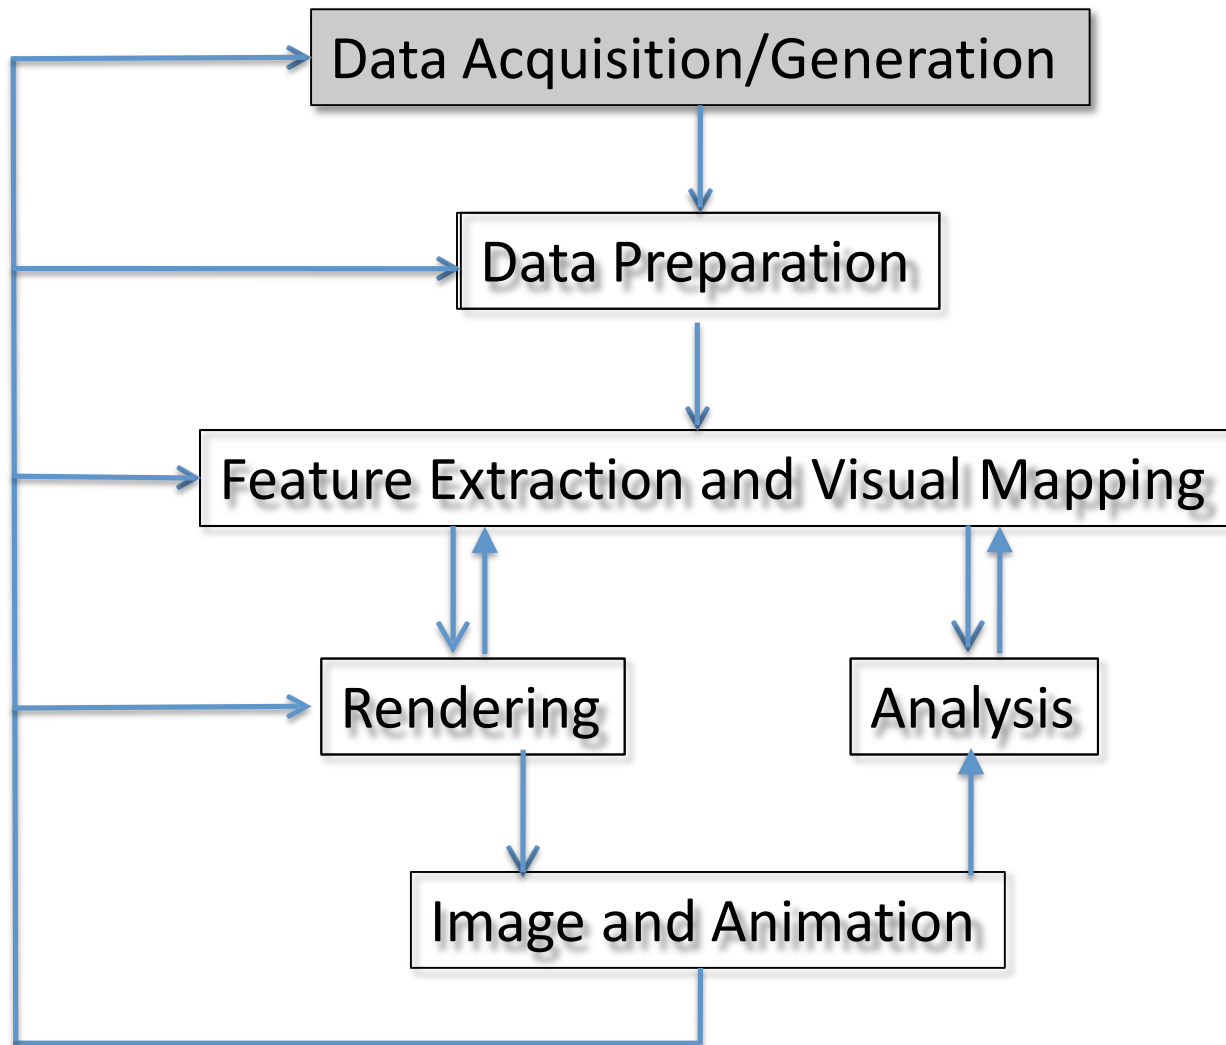 Data Acquisition/Generation
Data Preparation
Feature Extraction and Visual Mapping
Rendering
Analysis
Image and Animation